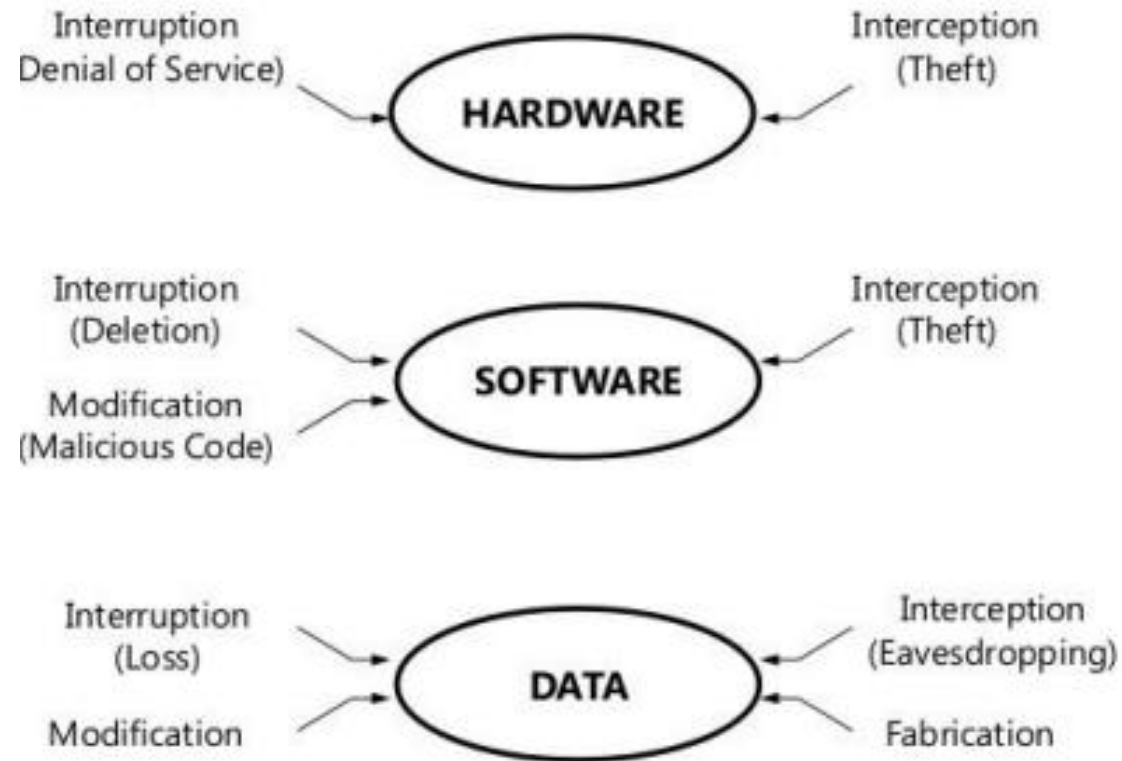 Interruption
Denial of Service)
HARDWARE
Interception
(Theft)
Interruption
(Deletion)
Modification
(Malicious Code)
SOFTWARE
Interception
(Theft)
Interruption
(Loss)
Modification
DATA
Interception
(Eavesdropping)
Fabrication